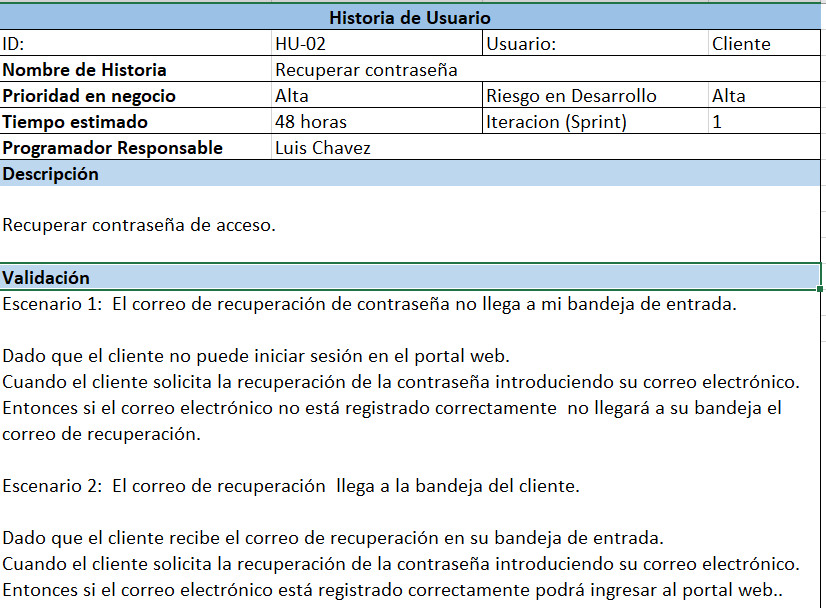 Historia de Usuario
ID: HU-02 Usuario: Cliente
Nombre de Historia Recuperar contraseña
Prioridad en negocio Alta Riesgo en Desarrollo Alta
Tiempo estimado 48 horas Iteracion (Sprint) 1
Programador Responsable Luis Chavez
Descripción
Recuperar contraseña de acceso.
Validación
Escenario 1:  El correo de recuperación de contraseña no llega a mi bandeja de entrada.
Dado que el cliente no puede iniciar sesión en el portal web.
Cuando el cliente solicita la recuperación de la contraseña introduciendo su correo electrónico.
Entonces si el correo electrónico no está registrado correctamente  no llegará a su bandeja el
correo de recuperación.
Escenario 2:  El correo de recuperación  llega a la bandeja del cliente.
Dado que el cliente recibe el correo de recuperación en su bandeja de entrada.
Cuando el cliente solicita la recuperación de la contraseña introduciendo su correo electrónico.
Entonces si el correo electrónico está registrado correctamente podrá ingresar al portal web..